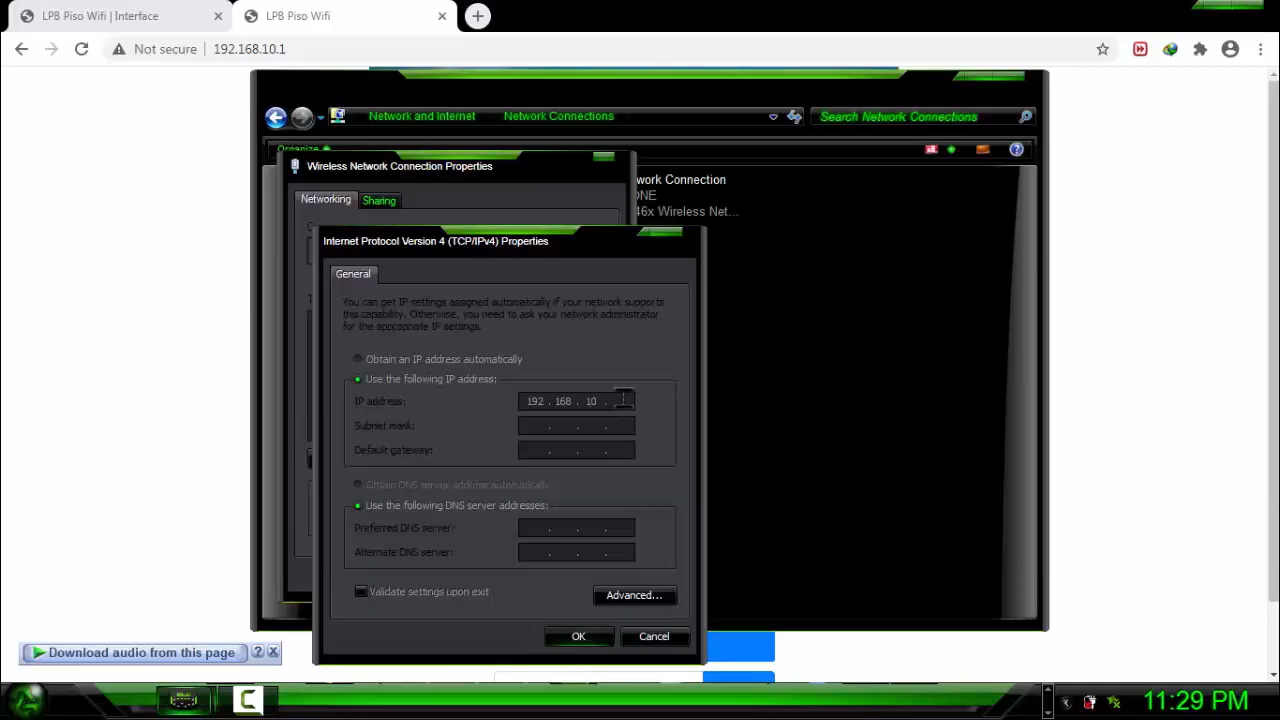 LPB Piso Wifi | Interface
LPB Piso Wifi
Not secure
192.168.10.1
Network and Internet
Network Connections
Search Network Connections
Organize
Wireless Network Connection Properties
Networking
Sharing
work Connection
ONE
46x Wireless Net...
Internet Protocol Version 4 (TCP/IPv4) Properties
General
You can get IP settings assigned automatically if your network supports
this capability. Otherwise, you need to ask your network administrator
for the appropriate IP settings.
Obtain an IP address automatically
Use the following IP address:
IP address:
192 . 168 . 10 .
Subnet mask:
. . .
Default gateway:
. . .
Obtain DNS server address automatically
Use the following DNS server addresses:
Preferred DNS server:
. . .
Alternate DNS server:
. . .
Validate settings upon exit
Advanced...
OK
Cancel
Download audio from this page
? X
11:29 PM